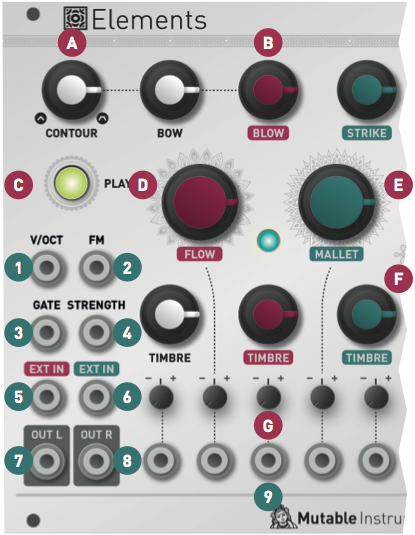 Elements
A
B
CONTOUR
BOW
BLOW
STRIKE
C
PLAY
D
E
V/OCT
FM
FLOW
MALLET
1
2
F
GATE
STRENGTH
3
4
EXT IN
EXT IN
TIMBRE
TIMBRE
TIMBRE
5
6
- +
- +
- +
- +
- +
G
OUT L
OUT R
7
8
9
Mutable Instru